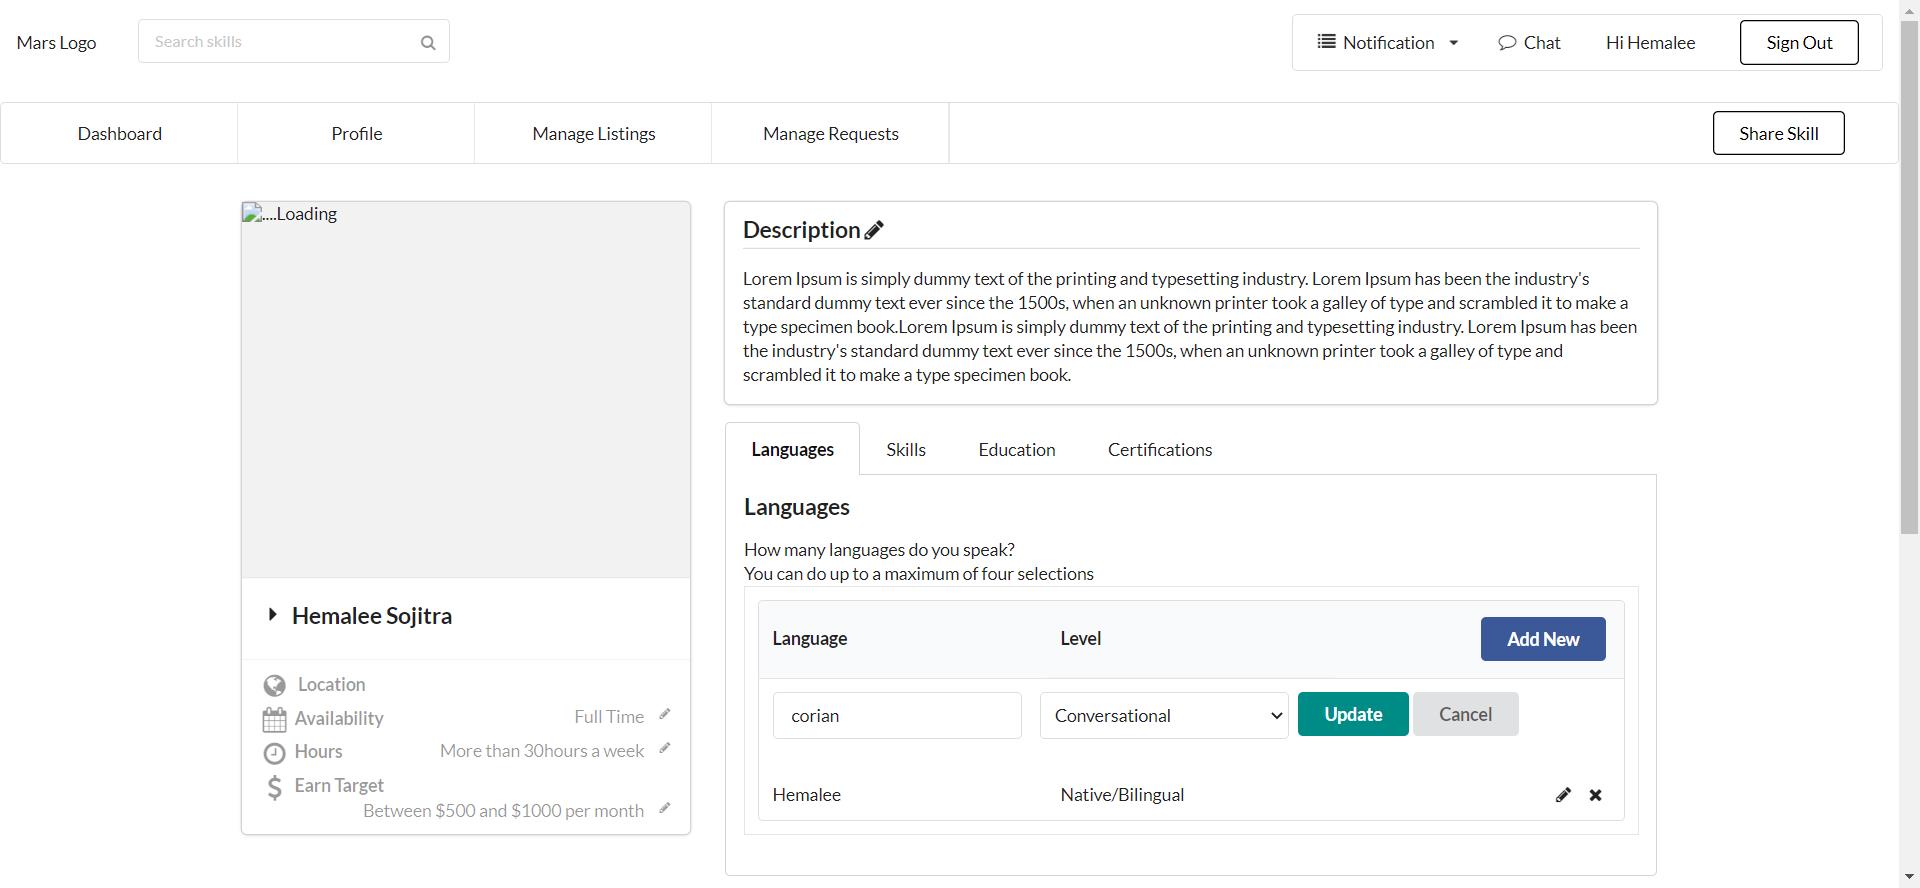 Mars Logo
Search skills
Notification
Chat
Hi Hemalee
Sign Out
Dashboard
Profile
Manage Listings
Manage Requests
Share Skill
....Loading
Hemalee Sojitra
Location
Availability
Full Time
Hours
More than 30hours a week
Earn Target
Between $500 and $1000 per month
Description
Lorem Ipsum is simply dummy text of the printing and typesetting industry. Lorem Ipsum has been the industry's
standard dummy text ever since the 1500s, when an unknown printer took a galley of type and scrambled it to make a
type specimen book.Lorem Ipsum is simply dummy text of the printing and typesetting industry. Lorem Ipsum has been
the industry's standard dummy text ever since the 1500s, when an unknown printer took a galley of type and
scrambled it to make a type specimen book.
Languages
Skills
Education
Certifications
Languages
How many languages do you speak?
You can do up to a maximum of four selections
Language
Level
Add New
corian
Conversational
Update
Cancel
Hemalee
Native/Bilingual